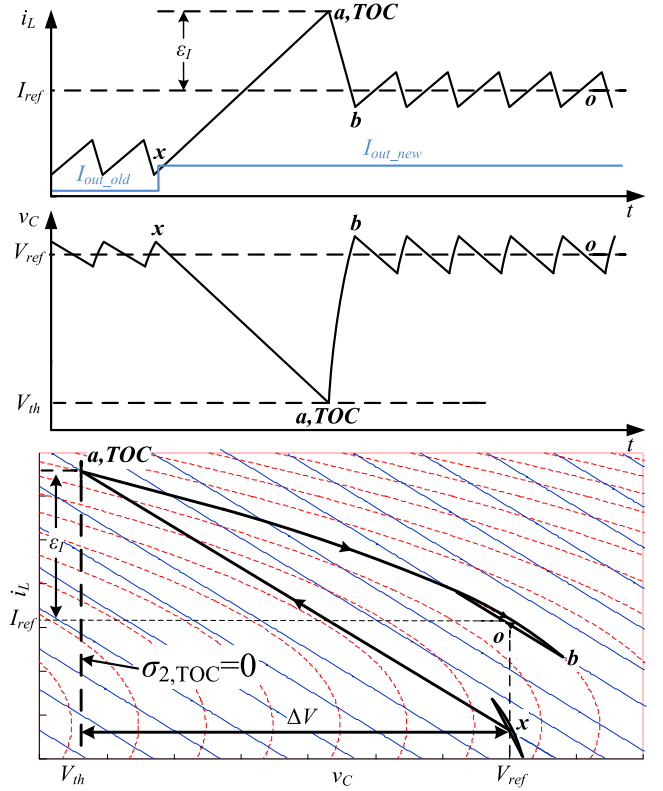 i_L
a,TOC
ε_I
I_ref
b
o
x
I_out_old
I_out_new
t
v_C
x
b
V_ref
o
V_th
a,TOC
t
a,TOC
ε_I
i_L
I_ref
o
b
σ_2,TOC=0
ΔV
x
V_th
v_C
V_ref